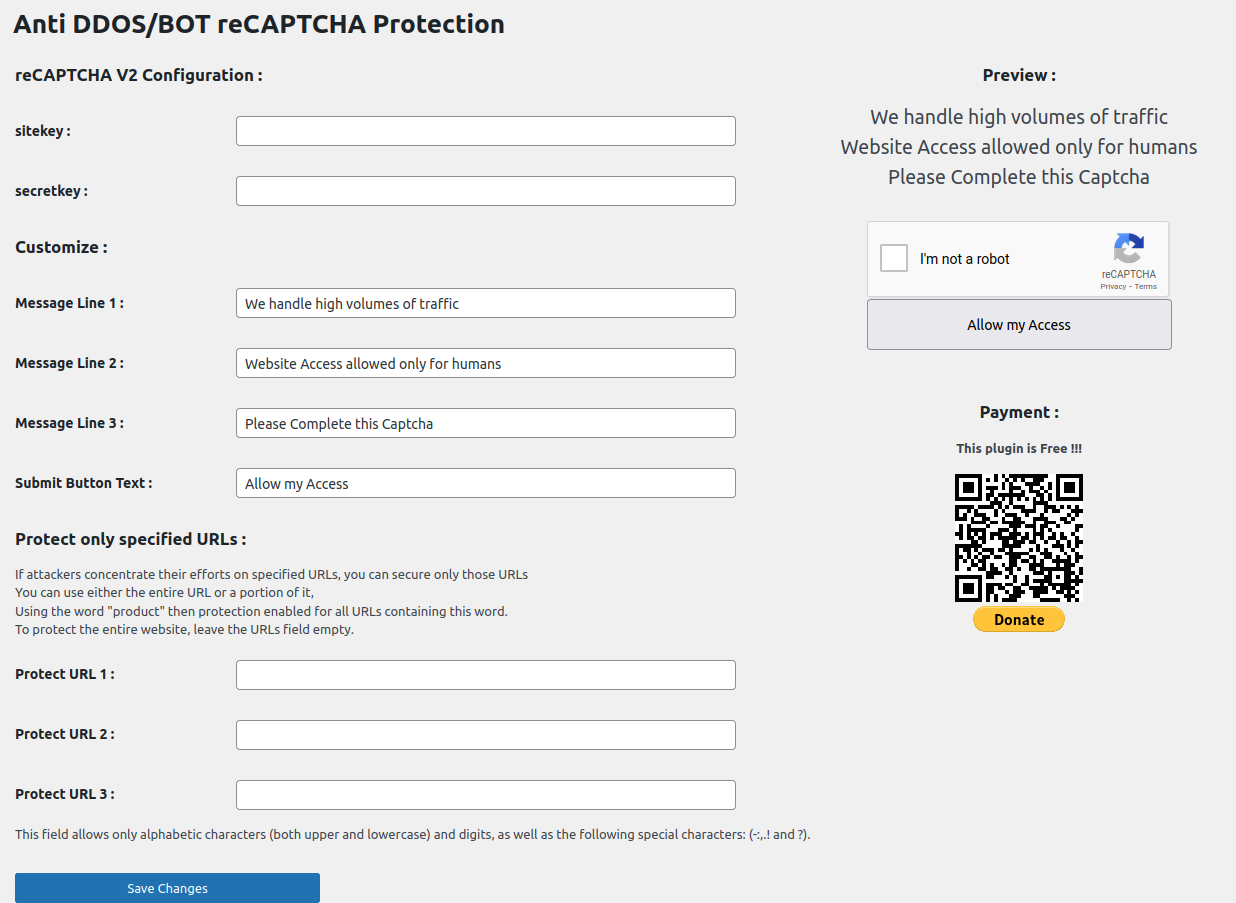 Anti DDOS/BOT reCAPTCHA Protection
reCAPTCHA V2 Configuration :
sitekey :
secretkey :
Customize :
Message Line 1 :
We handle high volumes of traffic
Message Line 2 :
Website Access allowed only for humans
Message Line 3 :
Please Complete this Captcha
Submit Button Text :
Allow my Access
Protect only specified URLs :
If attackers concentrate their efforts on specified URLs, you can secure only those URLs
You can use either the entire URL or a portion of it,
Using the word "product" then protection enabled for all URLs containing this word.
To protect the entire website, leave the URLs field empty.
Protect URL 1 :
Protect URL 2 :
Protect URL 3 :
This field allows only alphabetic characters (both upper and lowercase) and digits, as well as the following special characters: (-:,.! and ?).
Save Changes
Preview :
We handle high volumes of traffic
Website Access allowed only for humans
Please Complete this Captcha
I'm not a robot
reCAPTCHA
Privacy - Terms
Allow my Access
Payment :
This plugin is Free !!!
Donate